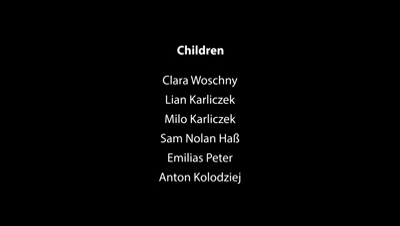 Children
Clara Woschny
Lian Karliczek
Milo Karliczek
Sam Nolan Haß
Emilias Peter
Anton Kolodziej